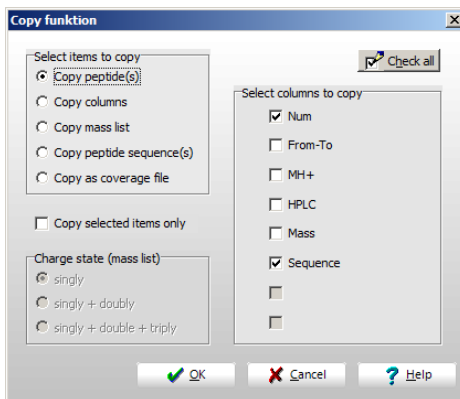 Copy funktion
Select items to copy
Copy peptide(s)
Copy columns
Copy mass list
Copy peptide sequence(s)
Copy as coverage file
Copy selected items only
Charge state (mass list)
singly
singly + doubly
singly + double + triply
Check all
Select columns to copy
Num
From-To
MH+
HPLC
Mass
Sequence
OK
Cancel
Help